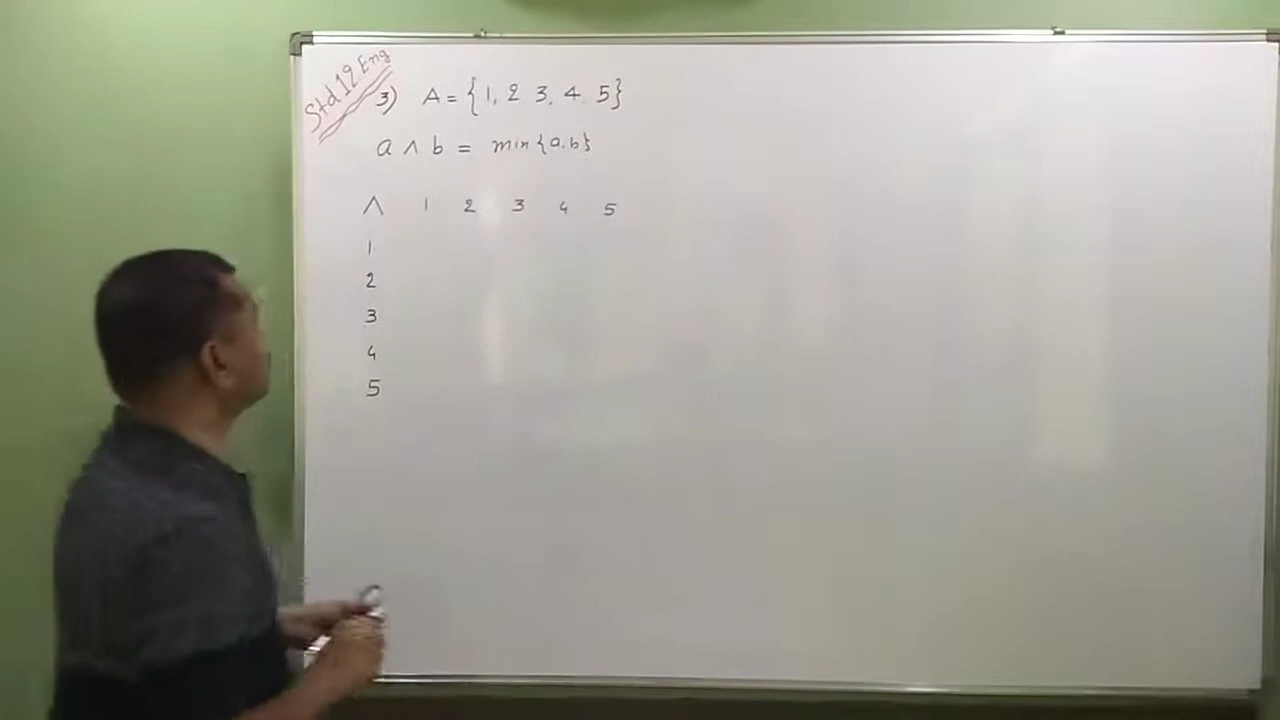 Std 12 Eng
3) A = {1, 2 3, 4 5}
a ∧ b = min{a.b}
∧ 1 2 3 4 5
1
2
3
4
5